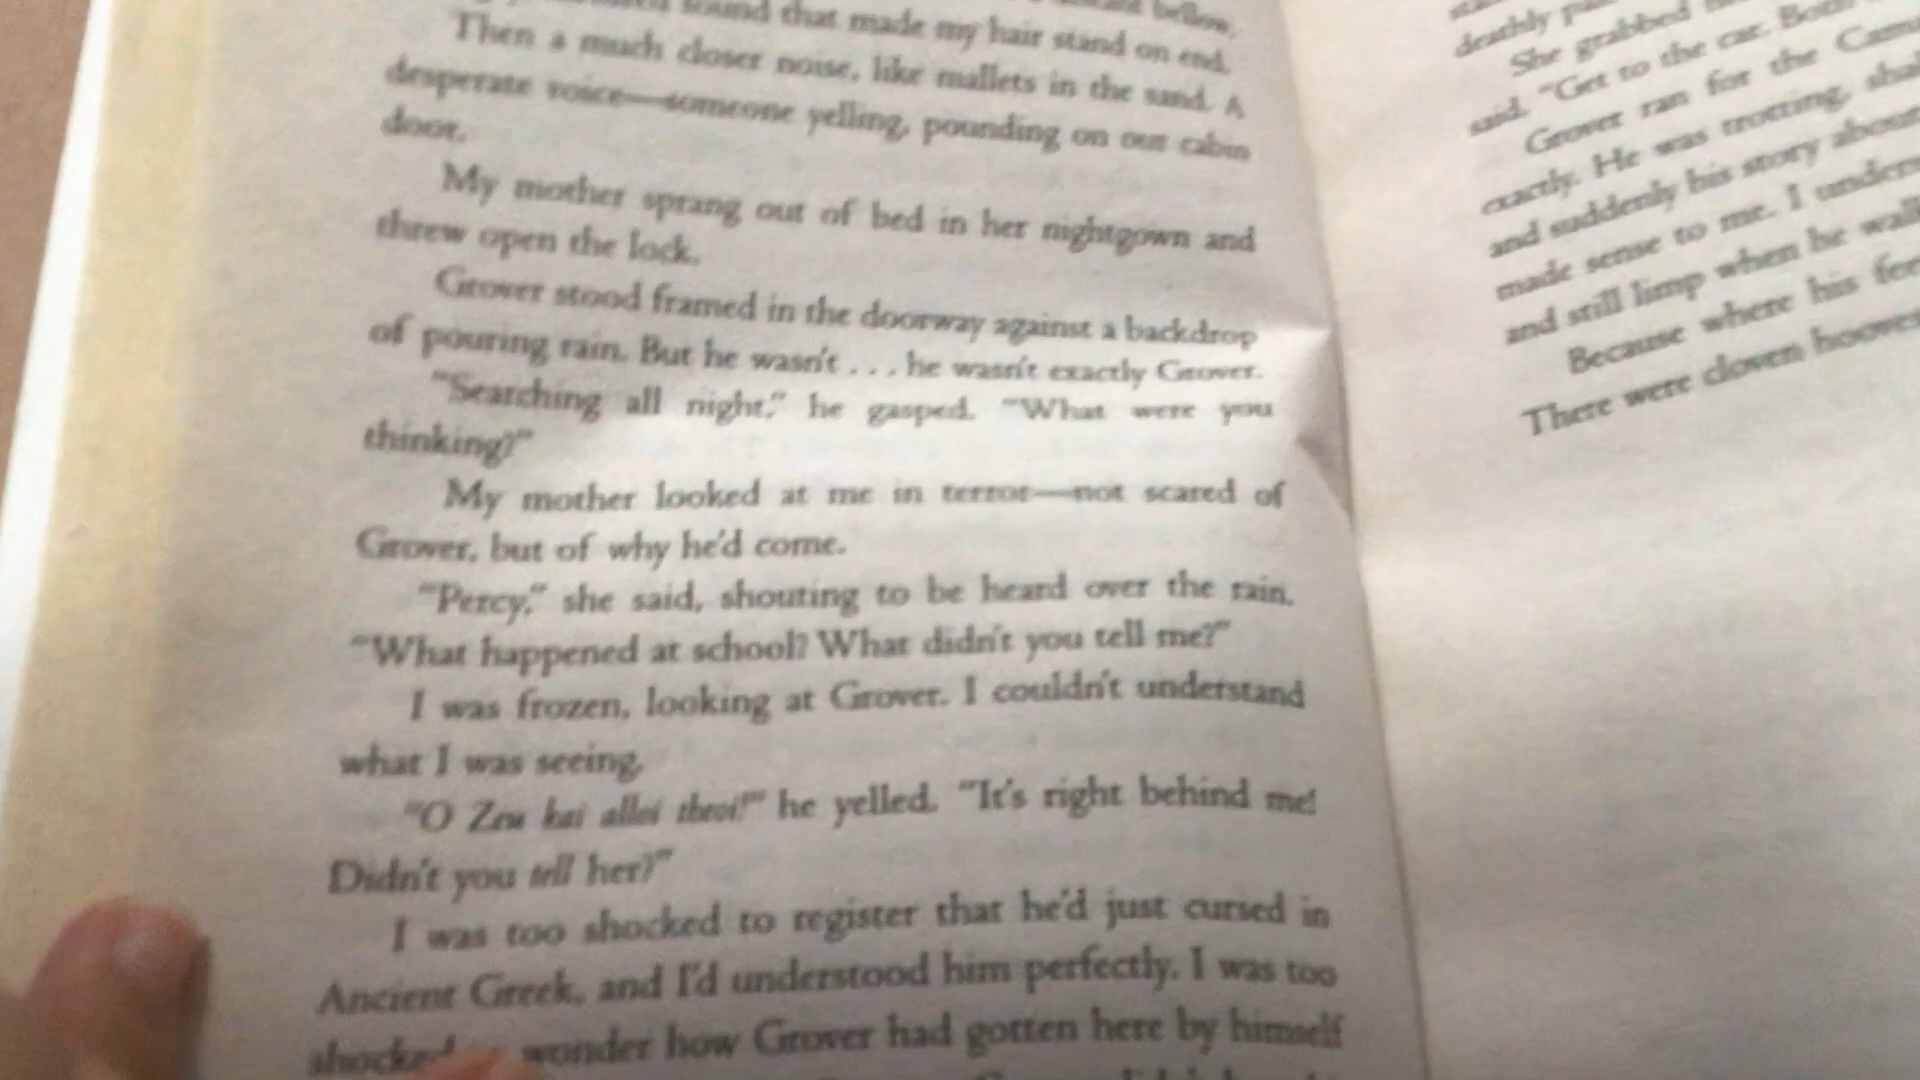 sound that made my hair stand on end.
Then a much closer noise, like mallets in the sand. A
desperate voice—someone yelling, pounding on our cabin
door.
My mother sprang out of bed in her nightgown and
threw open the lock.
Grover stood framed in the doorway against a backdrop
of pouring rain. But he wasn't . . . he wasn't exactly Grover.
"Searching all night," he gasped. "What were you
thinking?"
My mother looked at me in terror—not scared of
Grover, but of why he'd come.
"Percy," she said, shouting to be heard over the rain.
"What happened at school? What didn't you tell me?"
I was frozen, looking at Grover. I couldn't understand
what I was seeing.
"O Zeu kai alloi theoi!" he yelled. "It's right behind me!
Didn't you tell her?"
I was too shocked to register that he'd just cursed in
Ancient Greek, and I'd understood him perfectly. I was too
shocked wonder how Grover had gotten here by himself
deathly
She grabbed
said. "Get to the car.
Grover ran for the
exactly. He was trotting,
and suddenly his story about
made sense to me. I
and still limp when he
Because where his
There were cloven